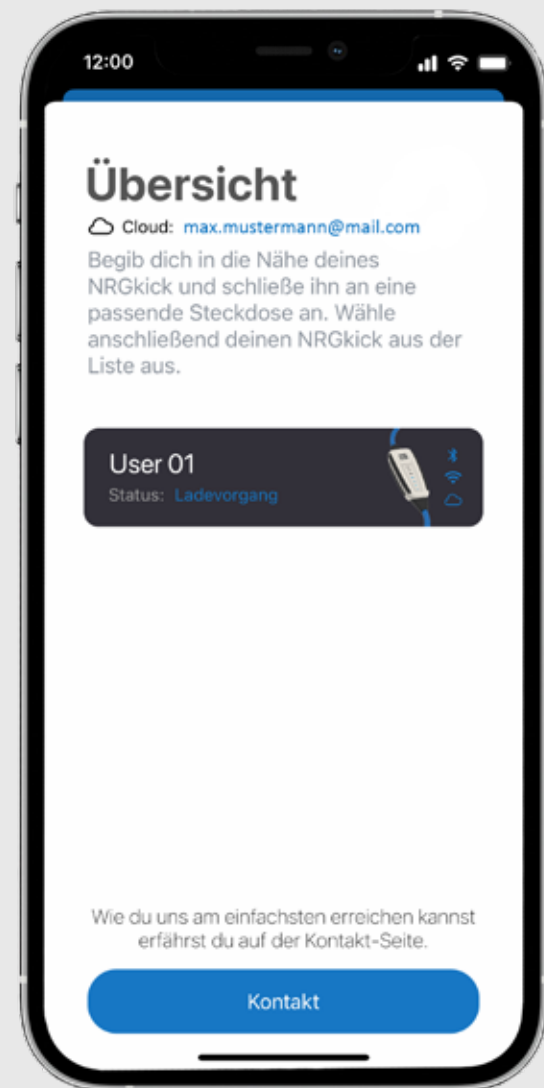 12:00
Übersicht
Cloud: max.mustermann@mail.com
Begib dich in die Nähe deines
NRGkick und schließe ihn an eine
passende Steckdose an. Wähle
anschließend deinen NRGkick aus der
Liste aus.
User 01
Status: Ladevorgang
Wie du uns am einfachsten erreichen kannst
erfährst du auf der Kontakt-Seite.
Kontakt